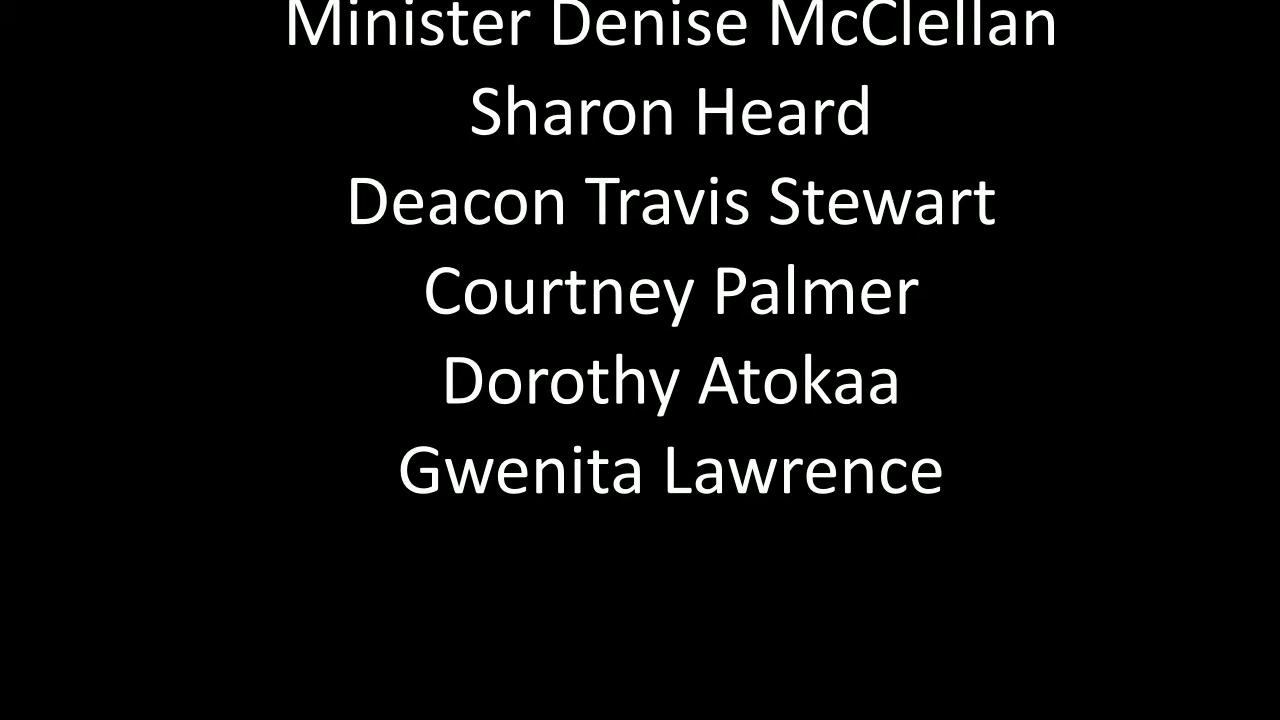 Minister Denise McClellan
Sharon Heard
Deacon Travis Stewart
Courtney Palmer
Dorothy Atokaa
Gwenita Lawrence